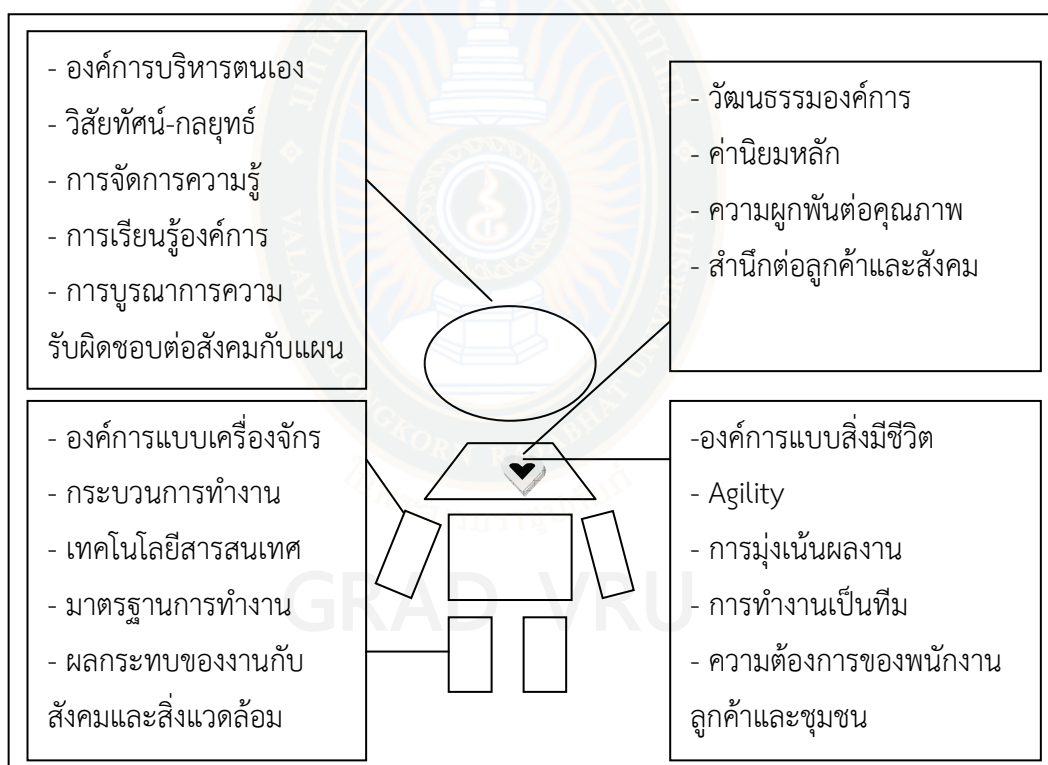 - องค์การบริหารตนเอง
- วิสัยทัศน์-กลยุทธ์
- การจัดการความรู้
- การเรียนรู้องค์การ
- การบูรณาการความ
รับผิดชอบต่อสังคมกับแผน
- วัฒนธรรมองค์การ
- ค่านิยมหลัก
- ความผูกพันต่อคุณภาพ
- สำนึกต่อลูกค้าและสังคม
- องค์การแบบเครื่องจักร
- กระบวนการทำงาน
- เทคโนโลยีสารสนเทศ
- มาตรฐานการทำงาน
- ผลกระทบของงานกับ
สังคมและสิ่งแวดล้อม
-องค์การแบบสิ่งมีชีวิต
- Agility
- การมุ่งเน้นผลงาน
- การทำงานเป็นทีม
- ความต้องการของพนักงาน
ลูกค้าและชุมชน
GRAD VRU